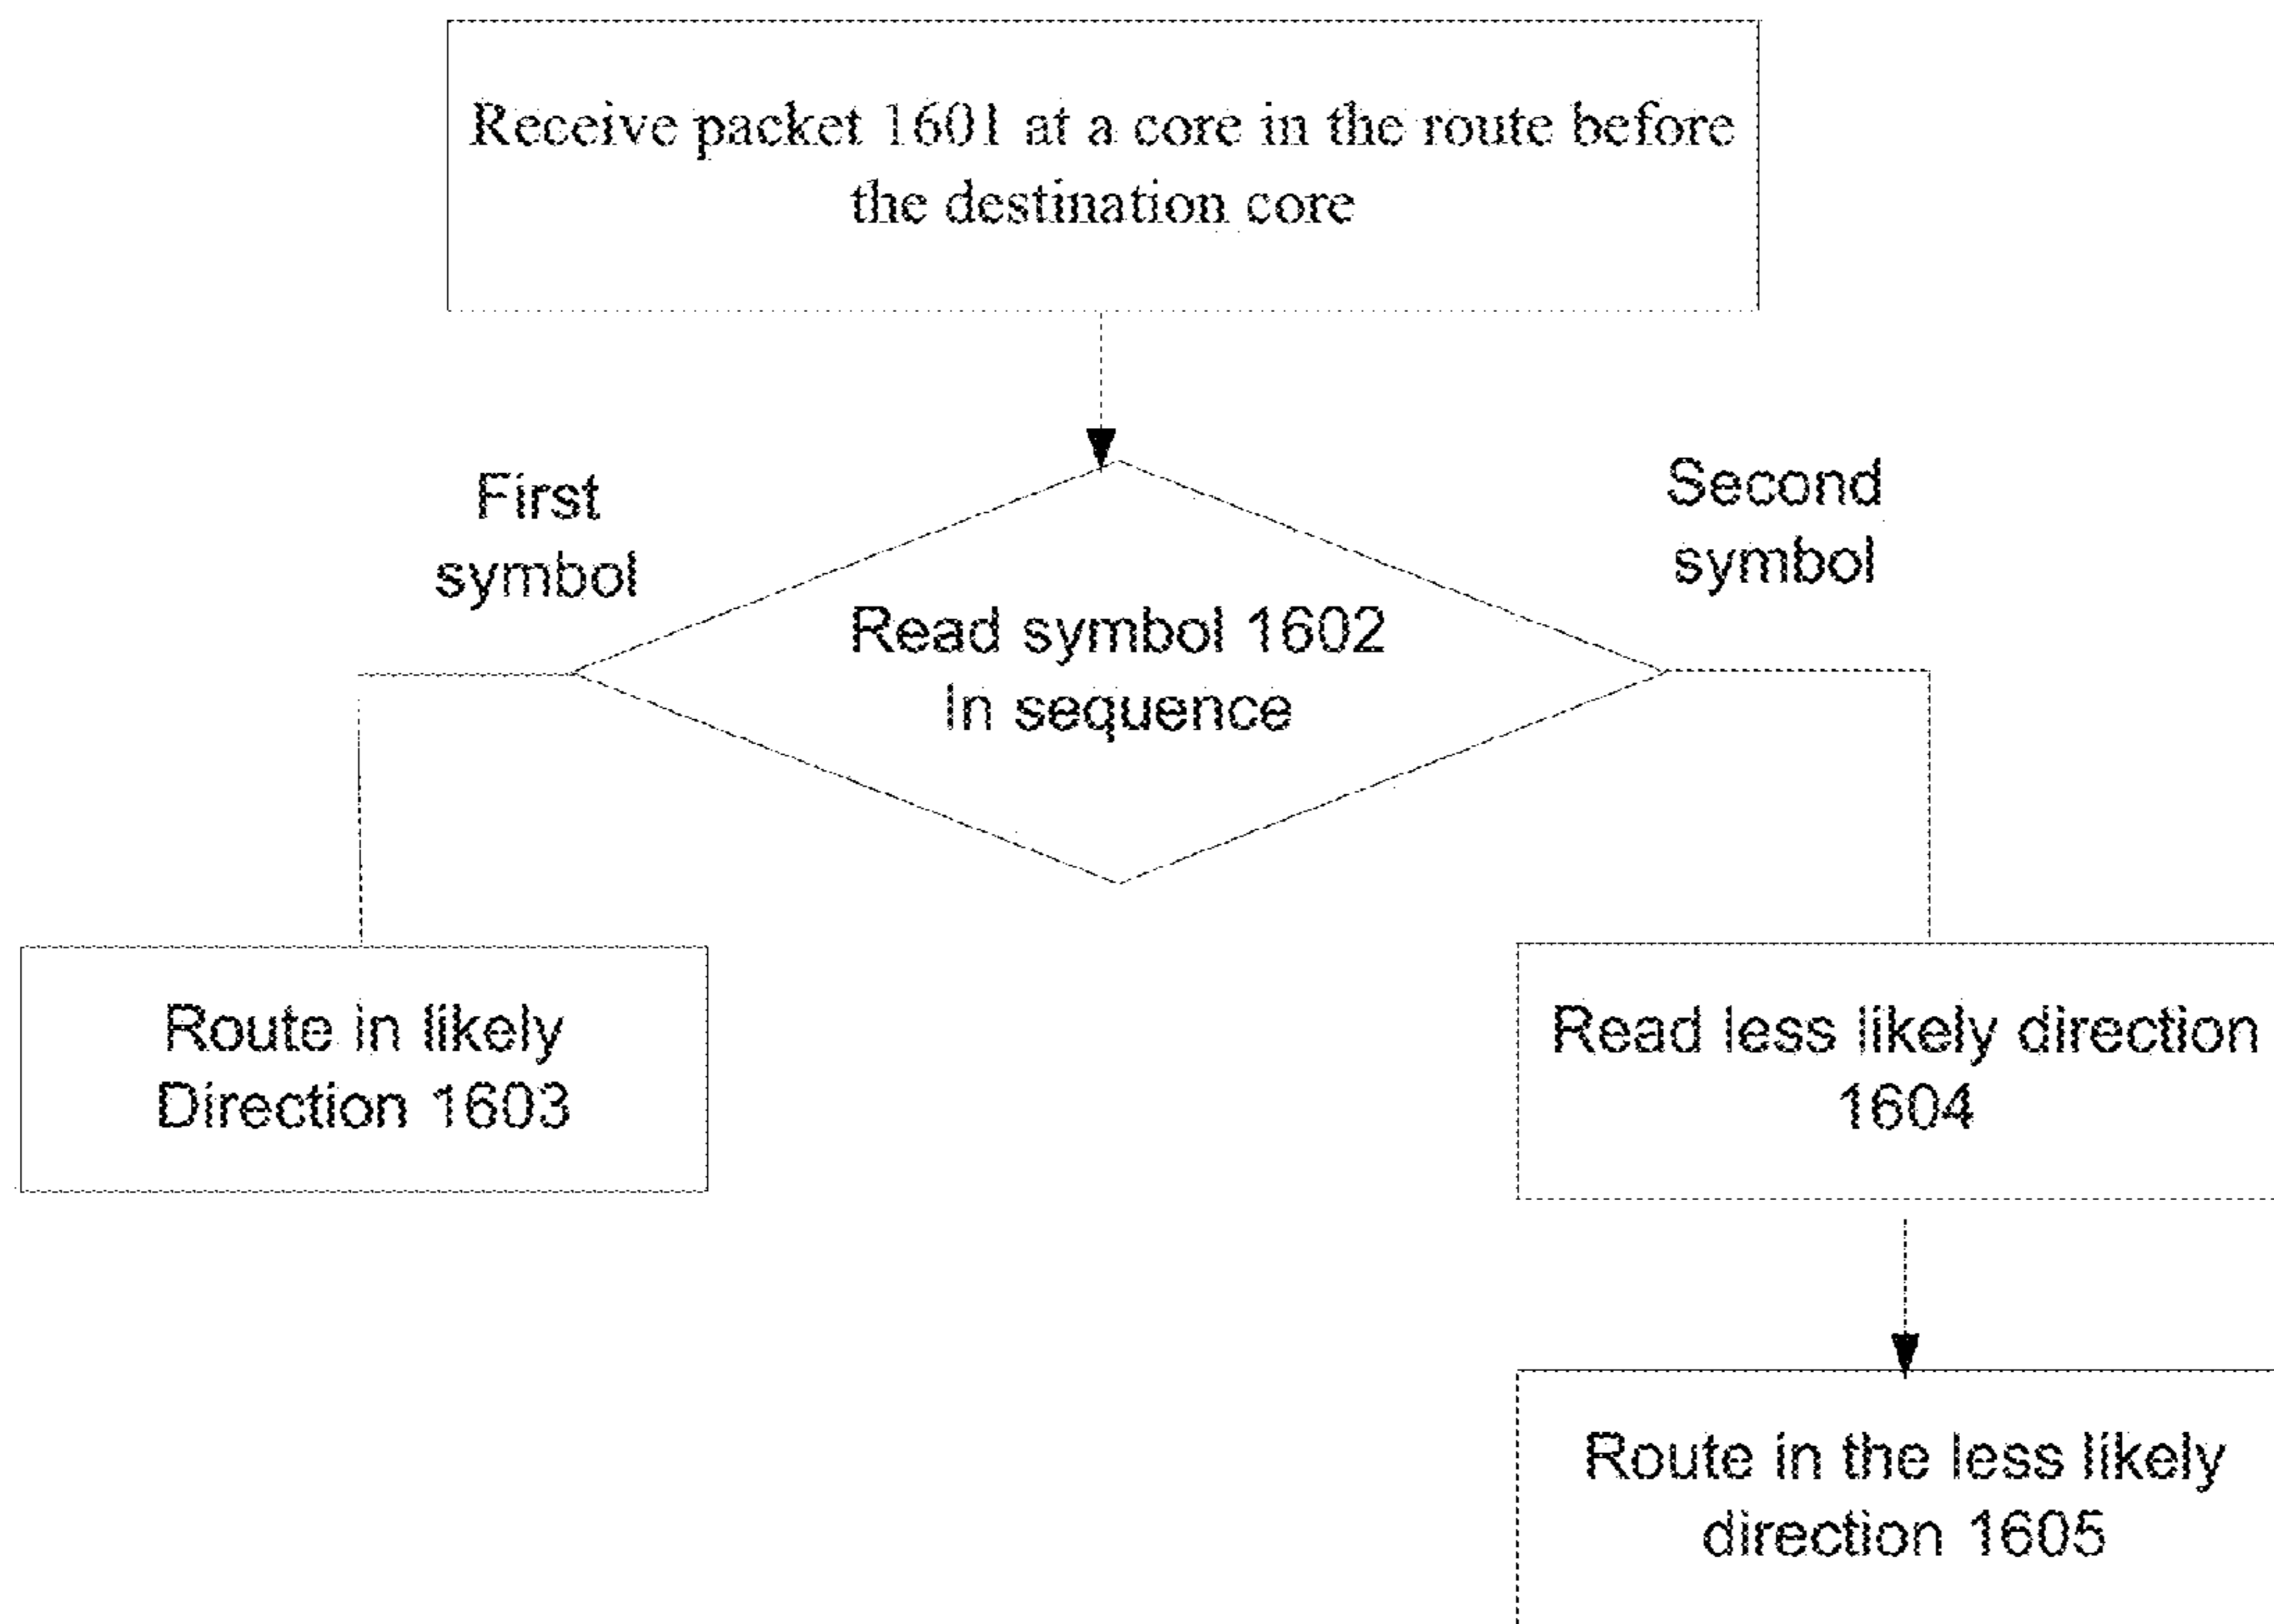 Receive packet 1601 at a core in the route before
the destination core
First
symbol
Second
symbol
Read symbol 1602
In sequence
Route in likely
Direction 1603
Read less likely direction
1604
Route in the less likely
direction 1605